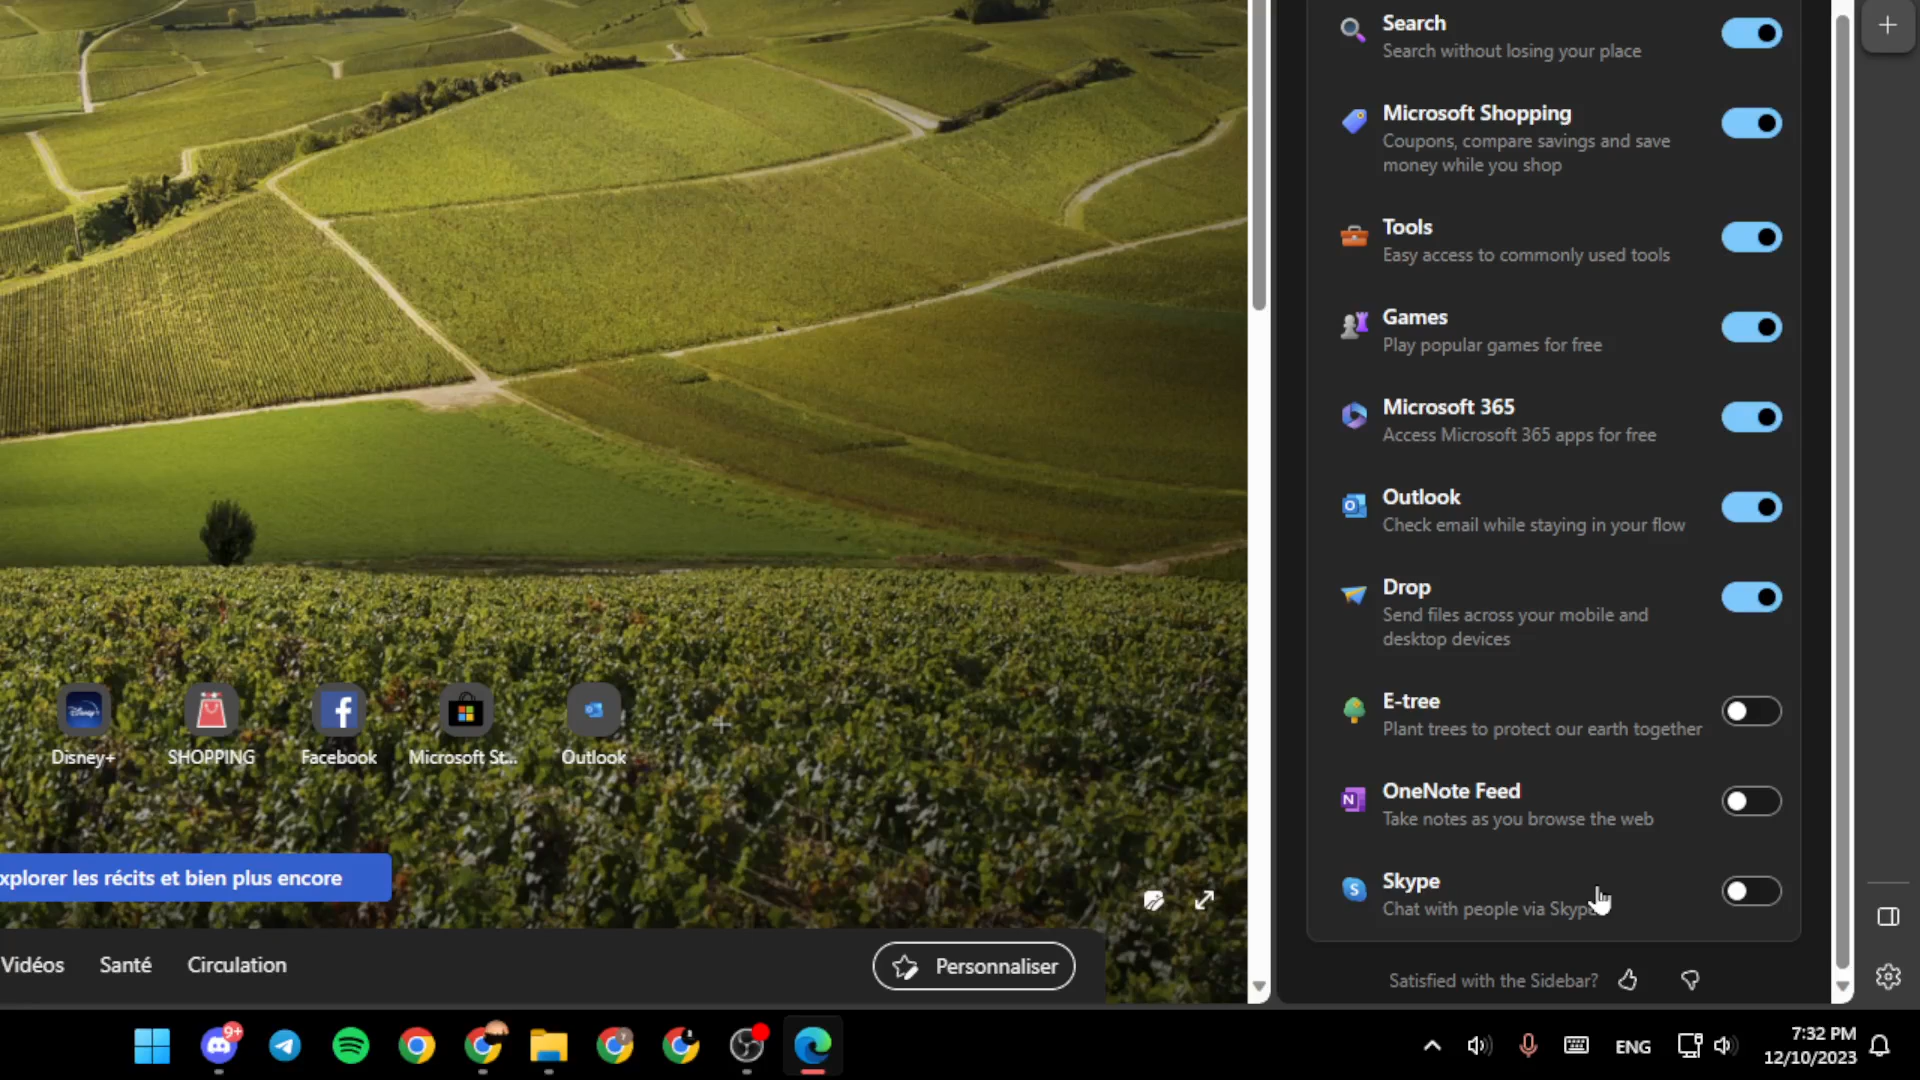 Search
Search without losing your place
Microsoft Shopping
Coupons, compare savings and save
money while you shop
Tools
Easy access to commonly used tools
Games
Play popular games for free
Microsoft 365
Access Microsoft 365 apps for free
Outlook
Check email while staying in your flow
Drop
Send files across your mobile and
desktop devices
E-tree
Plant trees to protect our earth together
OneNote Feed
Take notes as you browse the web
Skype
Chat with people via Skype
Satisfied with the Sidebar?
Disney+
SHOPPING
Facebook
Microsoft St...
Outlook
xplorer les récits et bien plus encore
Vidéos
Santé
Circulation
Personnaliser
9+
ENG
7:32 PM
12/10/2023